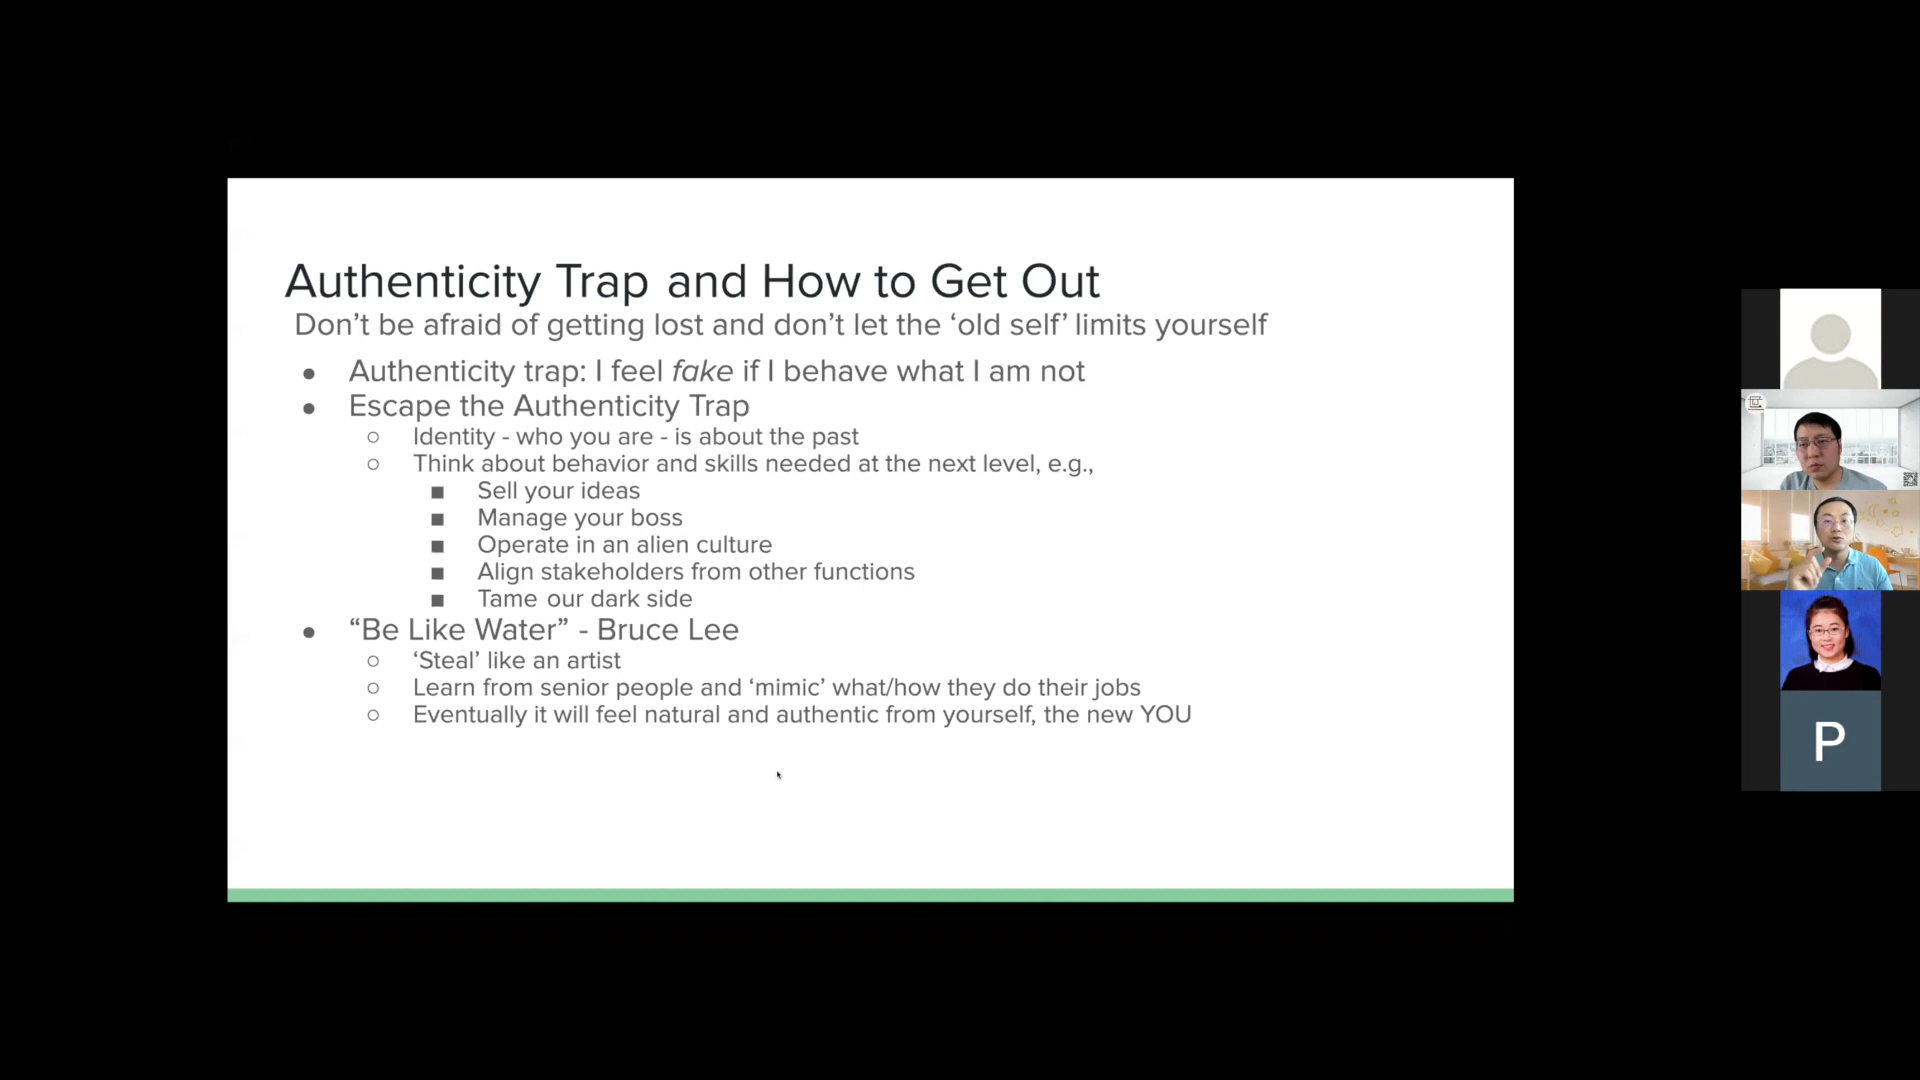 Authenticity Trap and How to Get Out
Don’t be afraid of getting lost and don’t let the ‘old self’ limits yourself
● Authenticity trap: I feel fake if I behave what I am not
● Escape the Authenticity Trap
○ Identity - who you are - is about the past
○ Think about behavior and skills needed at the next level, e.g.,
■ Sell your ideas
■ Manage your boss
■ Operate in an alien culture
■ Align stakeholders from other functions
■ Tame our dark side
● “Be Like Water” - Bruce Lee
○ ‘Steal’ like an artist
○ Learn from senior people and ‘mimic’ what/how they do their jobs
○ Eventually it will feel natural and authentic from yourself, the new YOU
P